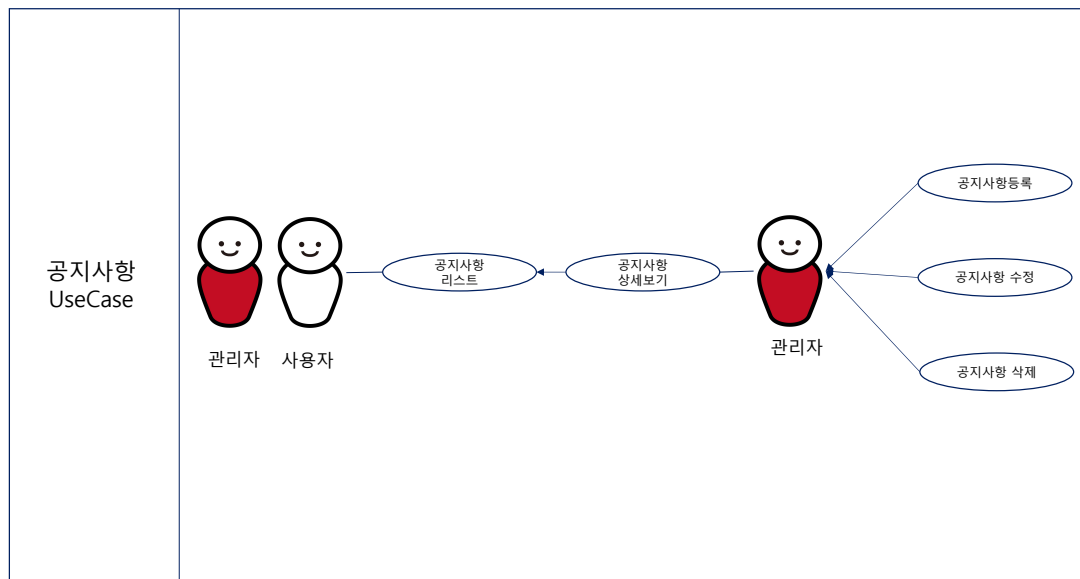 공지사항
UseCase
관리자
사용자
공지사항
리스트
공지사항
상세보기
관리자
공지사항등록
공지사항 수정
공지사항 삭제